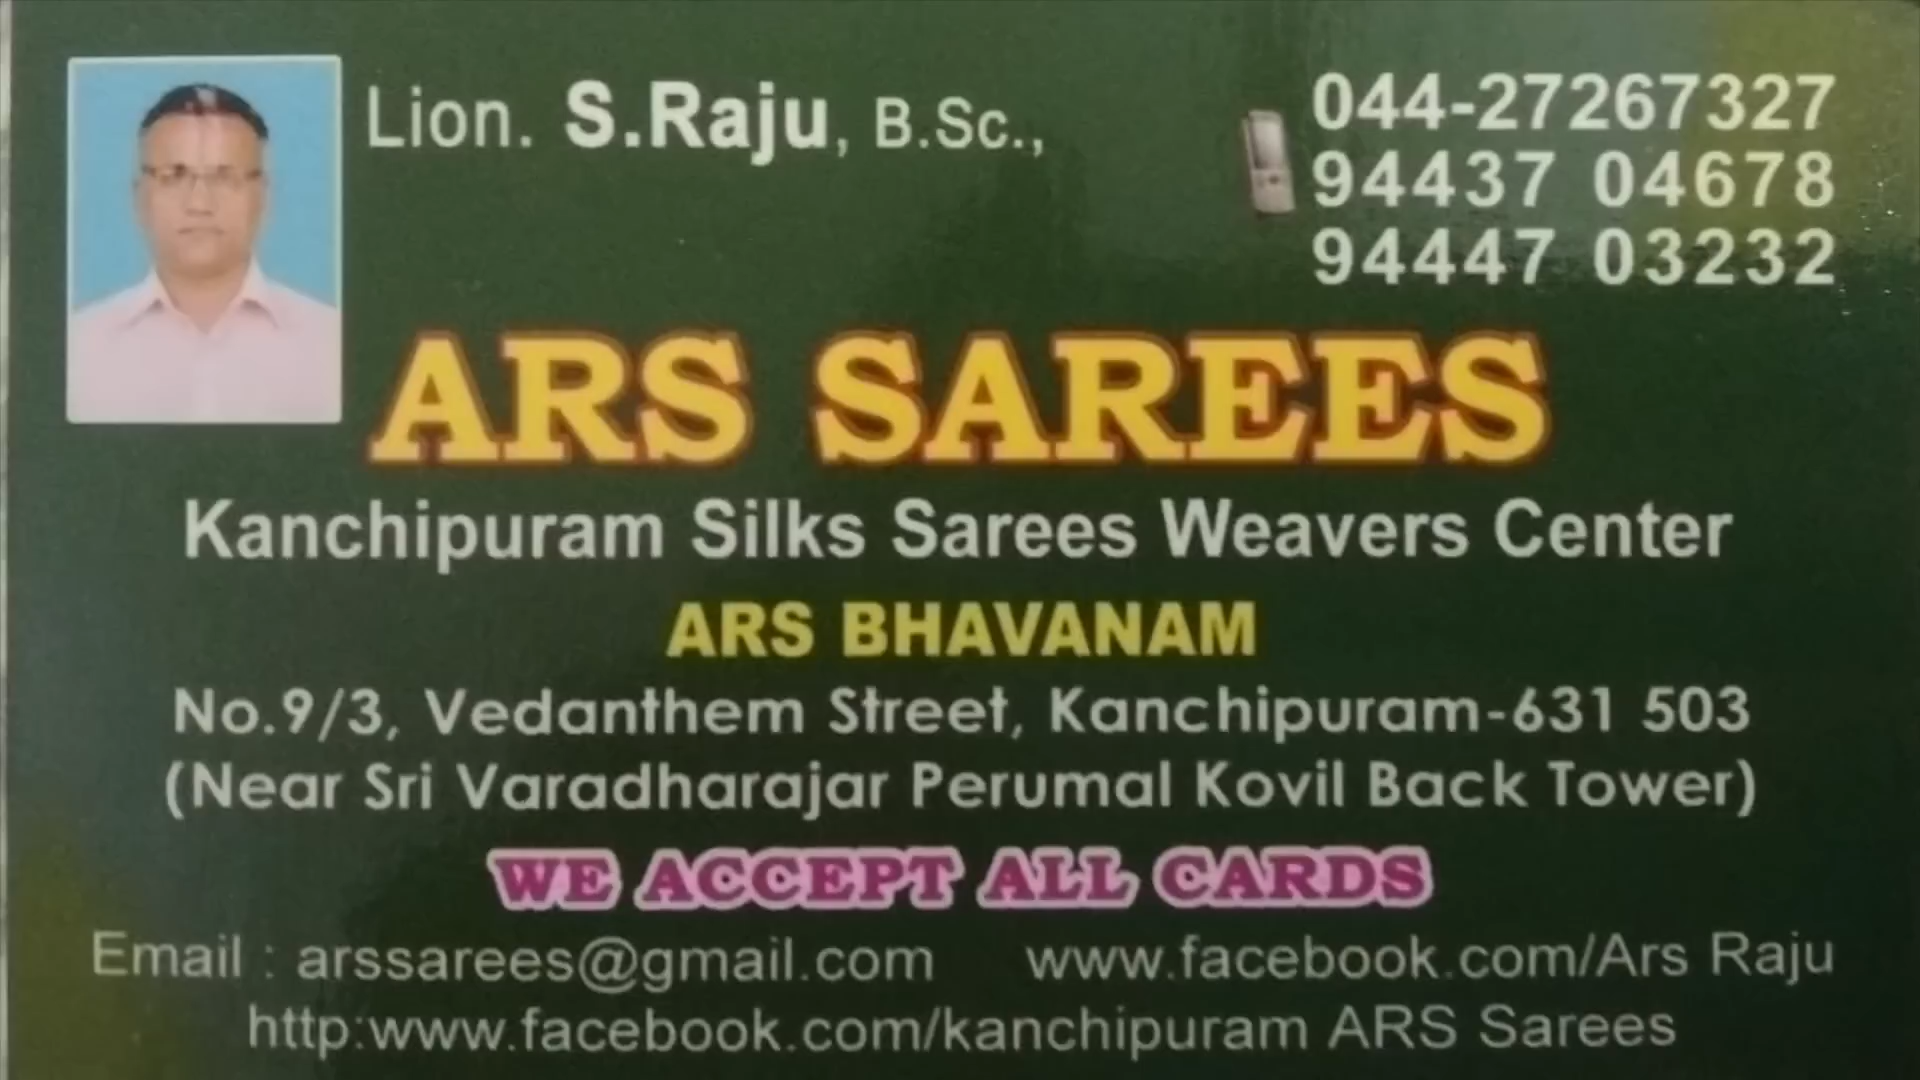 Lion. S.Raju, B.Sc.,
044-27267327
94437 04678
94447 03232
ARS SAREES
Kanchipuram Silks Sarees Weavers Center
ARS BHAVANAM
No.9/3, Vedanthem Street, Kanchipuram-631 503
(Near Sri Varadharajar Perumal Kovil Back Tower)
WE ACCEPT ALL CARDS
Email : arssarees@gmail.com www.facebook.com/Ars Raju
http:www.facebook.com/kanchipuram ARS Sarees